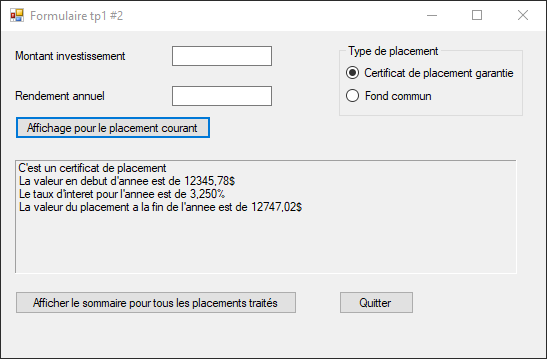 Formulaire tp1 #2
Montant investissement
Type de placement
Certificat de placement garantie
Rendement annuel
Fond commun
Affichage pour le placement courant
C'est un certificat de placement
La valeur en debut d'annee est de 12345,78$
Le taux d'interet pour l'annee est de 3,250%
La valeur du placement a la fin de l'annee est de 12747,02$
Afficher le sommaire pour tous les placements traités
Quitter